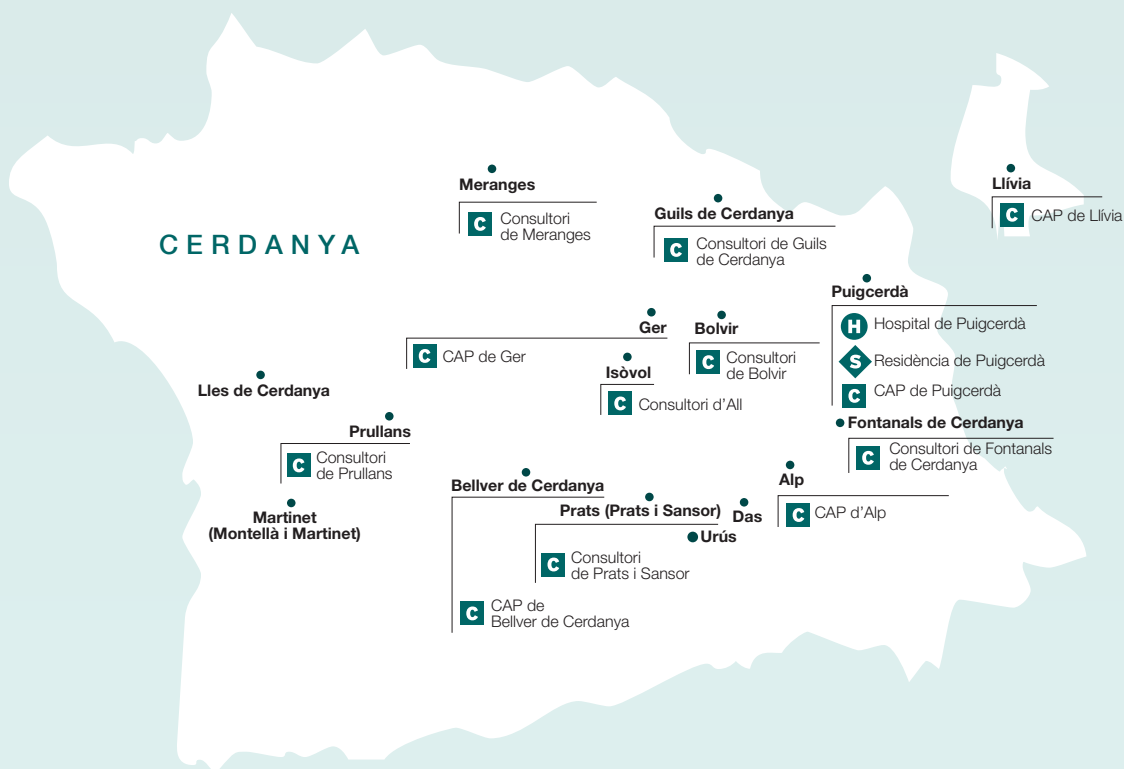 CERDANYA
Meranges
C Consultori
de Meranges
Guils de Cerdanya
C Consultori de Guils
de Cerdanya
Llívia
C CAP de Llívia
Puigcerdà
H Hospital de Puigcerdà
S Residència de Puigcerdà
C CAP de Puigcerdà
Ger
C CAP de Ger
Bolvir
C Consultori
de Bolvir
Isòvol
C Consultori d’All
Lles de Cerdanya
Prullans
C Consultori
de Prullans
Fontanals de Cerdanya
C Consultori de Fontanals
de Cerdanya
Martinet
(Montellà i Martinet)
Bellver de Cerdanya
C CAP de
Bellver de Cerdanya
Prats (Prats i Sansor)
C Consultori
de Prats i Sansor
Das
Urús
Alp
C CAP d’Alp